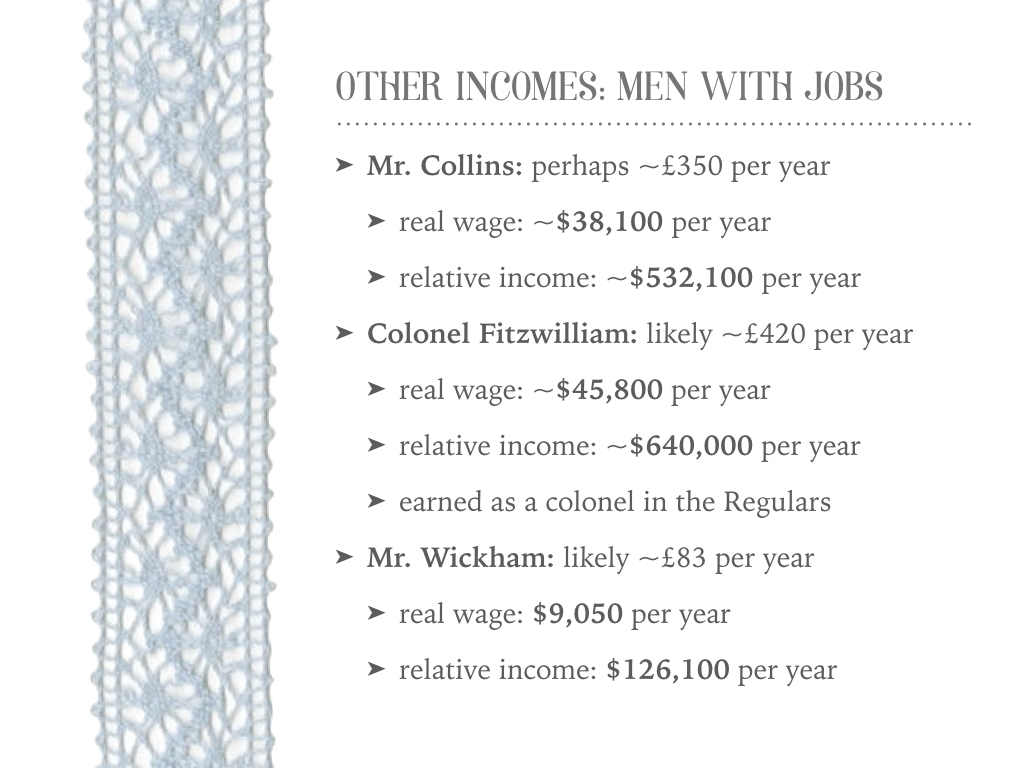 OTHER INCOMES: MEN WITH JOBS
➤ Mr. Collins: perhaps ~£350 per year
➤ real wage: ~$38,100 per year
➤ relative income: ~$532,100 per year
➤ Colonel Fitzwilliam: likely ~£420 per year
➤ real wage: ~$45,800 per year
➤ relative income: ~$640,000 per year
➤ earned as a colonel in the Regulars
➤ Mr. Wickham: likely ~£83 per year
➤ real wage: $9,050 per year
➤ relative income: $126,100 per year